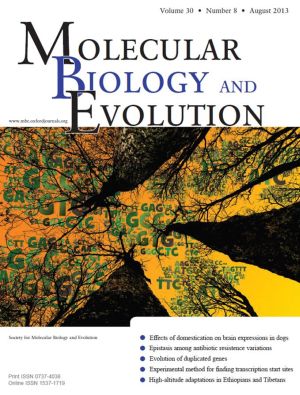 Volume 30 • Number 8 • August 2013
MOLECULAR
BIOLOGY AND
EVOLUTION
www.mbe.oxfordjournals.org
Society for Molecular Biology and Evolution
Effects of domestication on brain expressions in dogs
Epistasis among antibiotic resistence variations
Evolution of duplicated genes
Experimental method for finding transcription start sites
High-altitude adaptations in Ethiopians and Tibetans
Print ISSN 0737-4038
Online ISSN 1537-1719